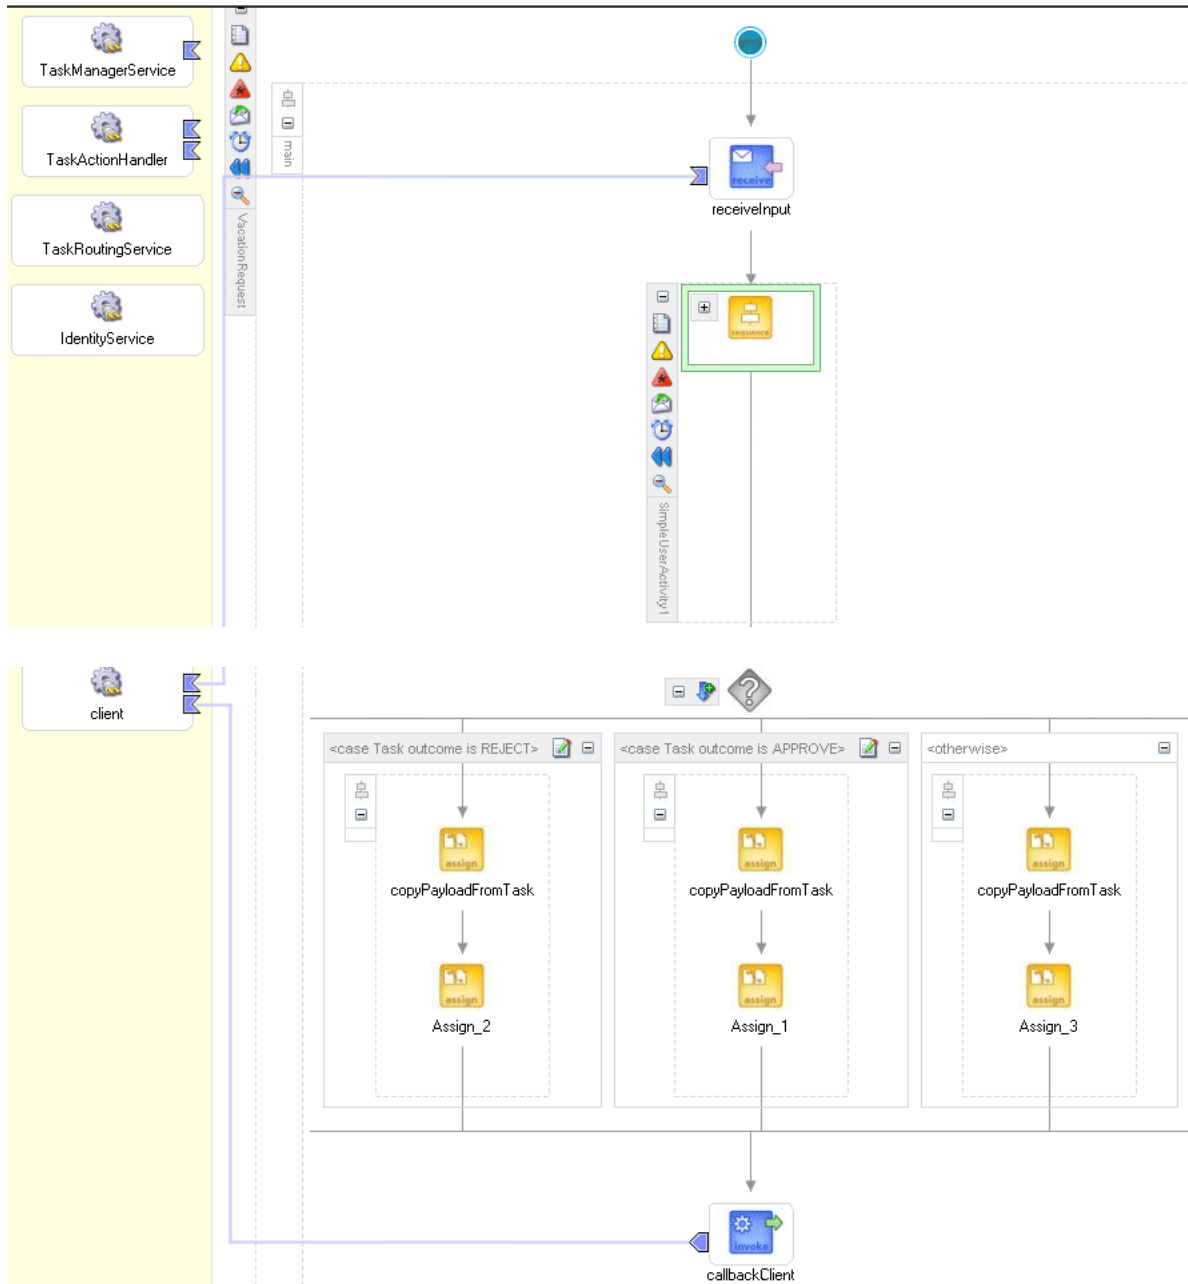 TaskManagerService
TaskActionHandler
TaskRoutingService
IdentityService
VacationRequest
main
receive
receiveInput
sequence
SimpleUserActivity1
client
<case Task outcome is REJECT>
<case Task outcome is APPROVE>
<otherwise>
assign
copyPayloadFromTask
assign
copyPayloadFromTask
assign
copyPayloadFromTask
assign
Assign_2
assign
Assign_1
assign
Assign_3
invoke
callbackClient